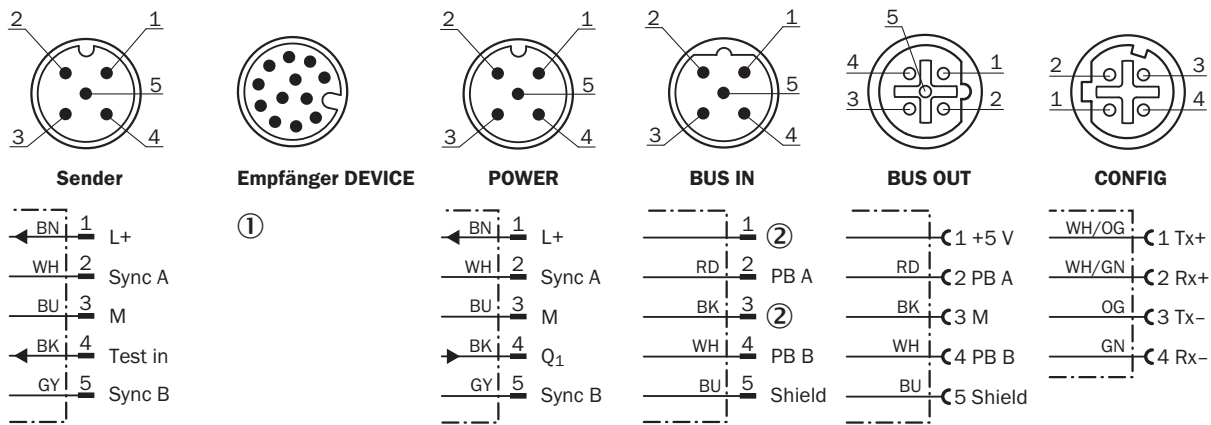 2 1 5 3 4
2 1 5 3 4
2 1 5 3 4
5 4 1 3 2
2 3 1 4
Sender
Empfänger DEVICE
POWER
BUS IN
BUS OUT
CONFIG
BN 1 L+
WH 2 Sync A
BU 3 M
BK 4 Test in
GY 5 Sync B
①
BN 1 L+
WH 2 Sync A
BU 3 M
BK 4 Q1
GY 5 Sync B
1 ②
RD 2 PB A
BK 3 ②
WH 4 PB B
BU 5 Shield
1 +5 V
RD 2 PB A
BK 3 M
WH 4 PB B
BU 5 Shield
WH/OG 1 Tx+
WH/GN 2 Rx+
OG 3 Tx–
GN 4 Rx–